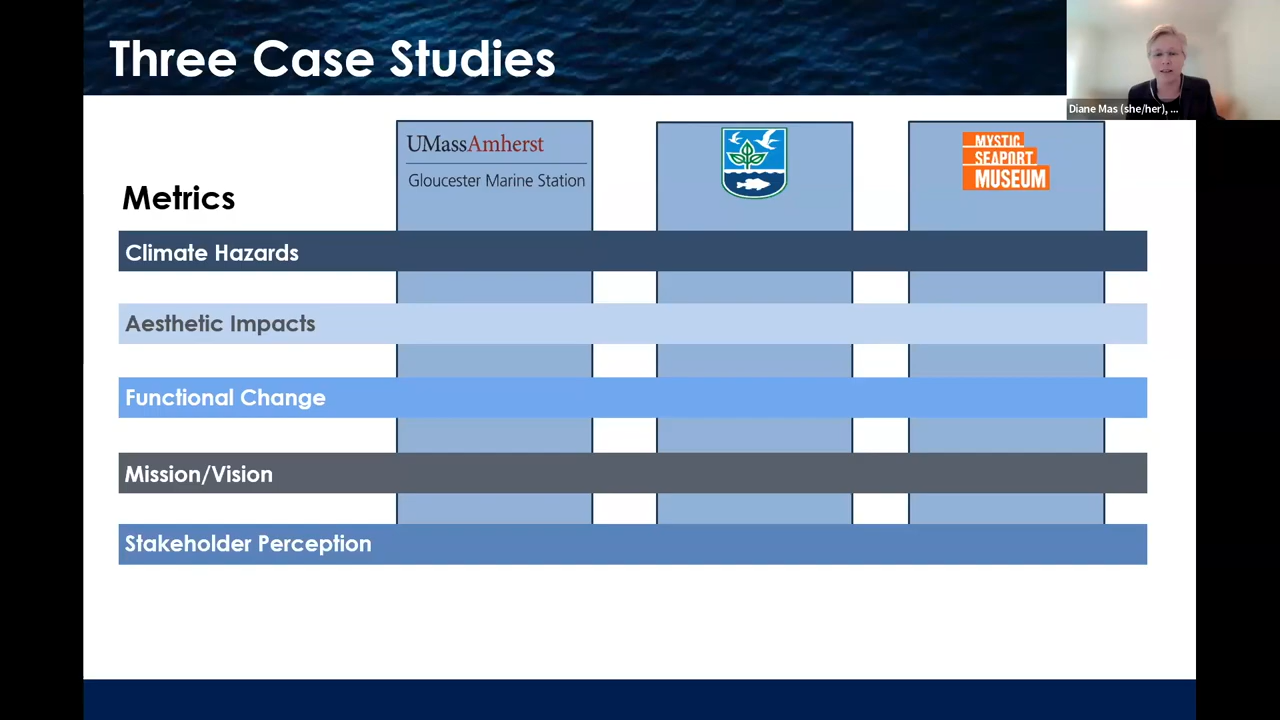 Three Case Studies
Diane Mas (she/her), ...
UMassAmherst
Gloucester Marine Station
MYSTIC
SEAPORT
MUSEUM
Metrics
Climate Hazards
Aesthetic Impacts
Functional Change
Mission/Vision
Stakeholder Perception